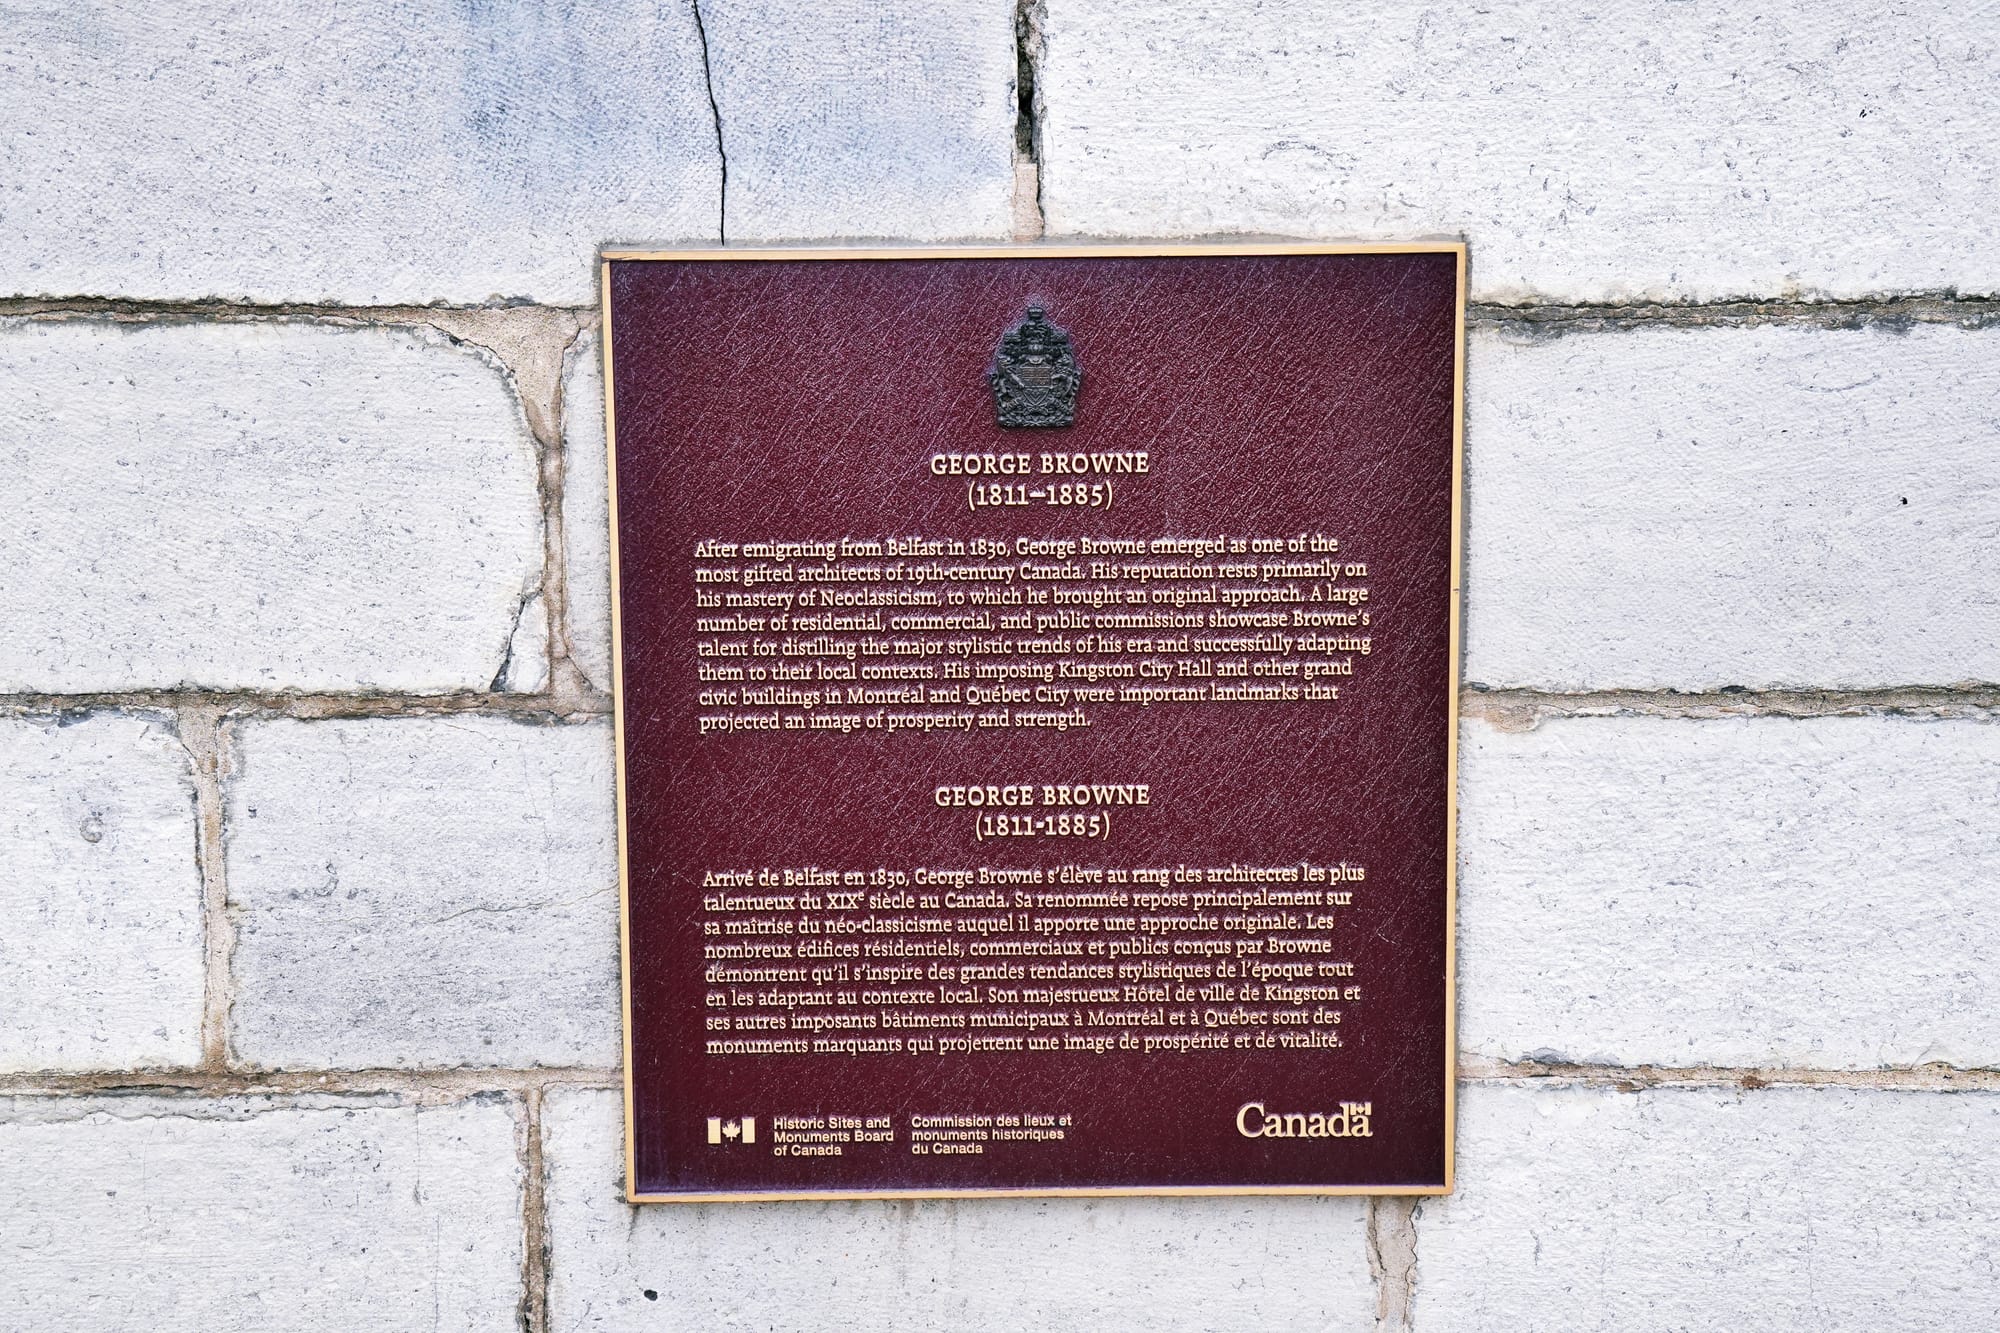 GEORGE BROWNE
(1811–1885)
After emigrating from Belfast in 1830, George Browne emerged as one of the
most gifted architects of 19th-century Canada. His reputation rests primarily on
his mastery of Neoclassicism, to which he brought an original approach. A large
number of residential, commercial, and public commissions showcase Browne's
talent for distilling the major stylistic trends of his era and successfully adapting
them to their local contexts. His imposing Kingston City Hall and other grand
civic buildings in Montréal and Québec City were important landmarks that
projected an image of prosperity and strength.
GEORGE BROWNE
(1811-1885)
Arrivé de Belfast en 1830, George Browne s'élève au rang des architectes les plus
talentueux du XIXe siècle au Canada. Sa renommée repose principalement sur
sa maîtrise du néo-classicisme auquel il apporte une approche originale. Les
nombreux édifices résidentiels, commerciaux et publics conçus par Browne
démontrent qu'il s'inspire des grandes tendances stylistiques de l'époque tout
en les adaptant au contexte local. Son majestueux Hôtel de ville de Kingston et
ses autres imposants bâtiments municipaux à Montréal et à Québec sont des
monuments marquants qui projettent une image de prospérité et de vitalité.
Historic Sites and
Monuments Board
of Canada
Commission des lieux et
monuments historiques
du Canada
Canada